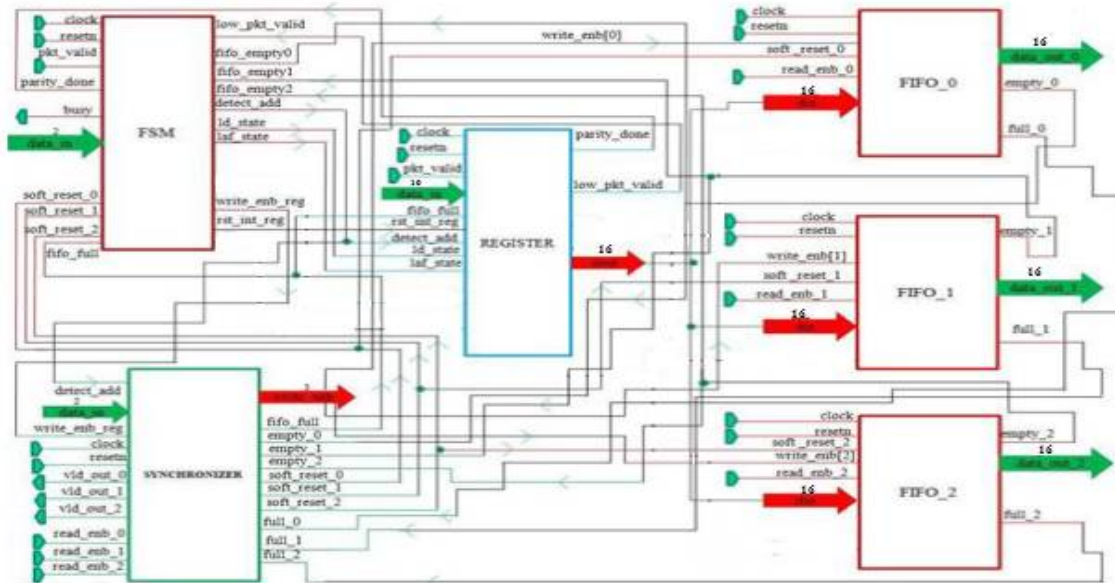 clock
resetn
pkt_valid
parity_done
busy
2
data_in
soft_reset_0
soft_reset_1
soft_reset_2
fifo_full
FSM
low_pkt_valid
fifo_empty0
fifo_empty1
fifo_empty2
detect_add
ld_state
laf_state
write_enb_reg
rst_int_reg
clock
resetn
pkt_valid
16
data_in
fifo_full
rst_int_reg
detect_add
ld_state
laf_state
REGISTER
parity_done
low_pkt_valid
16
detect_add
2
data_in
write_enb_reg
clock
resetn
vld_out_0
vld_out_1
vld_out_2
read_enb_0
read_enb_1
read_enb_2
SYNCHRONIZER
3
fifo_full
empty_0
empty_1
empty_2
soft_reset_0
soft_reset_1
soft_reset_2
full_0
full_1
full_2
clock
resetn
write_enb[0]
soft_reset_0
read_enb_0
16
FIFO_0
16
data_out_0
empty_0
full_0
clock
resetn
write_enb[1]
soft_reset_1
read_enb_1
16
FIFO_1
empty_1
16
data_out_1
full_1
clock
resetn
soft_reset_2
write_enb[2]
read_enb_2
16
FIFO_2
empty_2
16
data_out_2
full_2